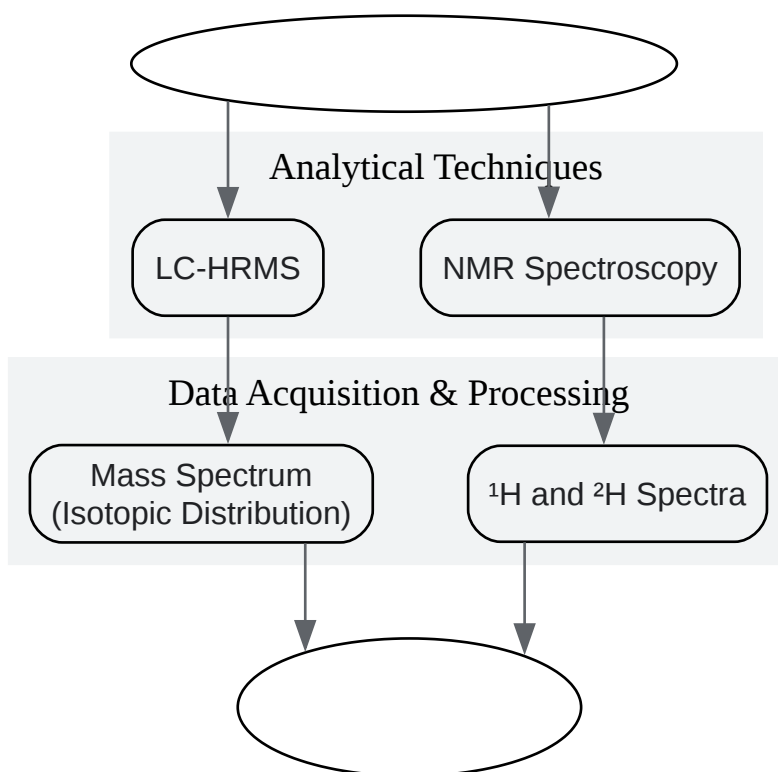 Analytical Techniques
LC-HRMS
NMR Spectroscopy
Data Acquisition & Processing
Mass Spectrum
(Isotopic Distribution)
¹H and ²H Spectra